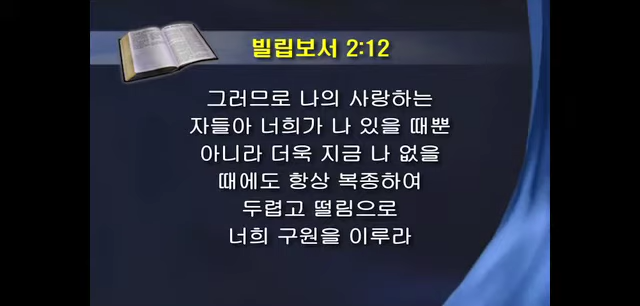 빌립보서 2:12
그러므로 나의 사랑하는
자들아 너희가 나 있을 때뿐
아니라 더욱 지금 나 없을
때에도 항상 복종하여
두렵고 떨림으로
너희 구원을 이루라